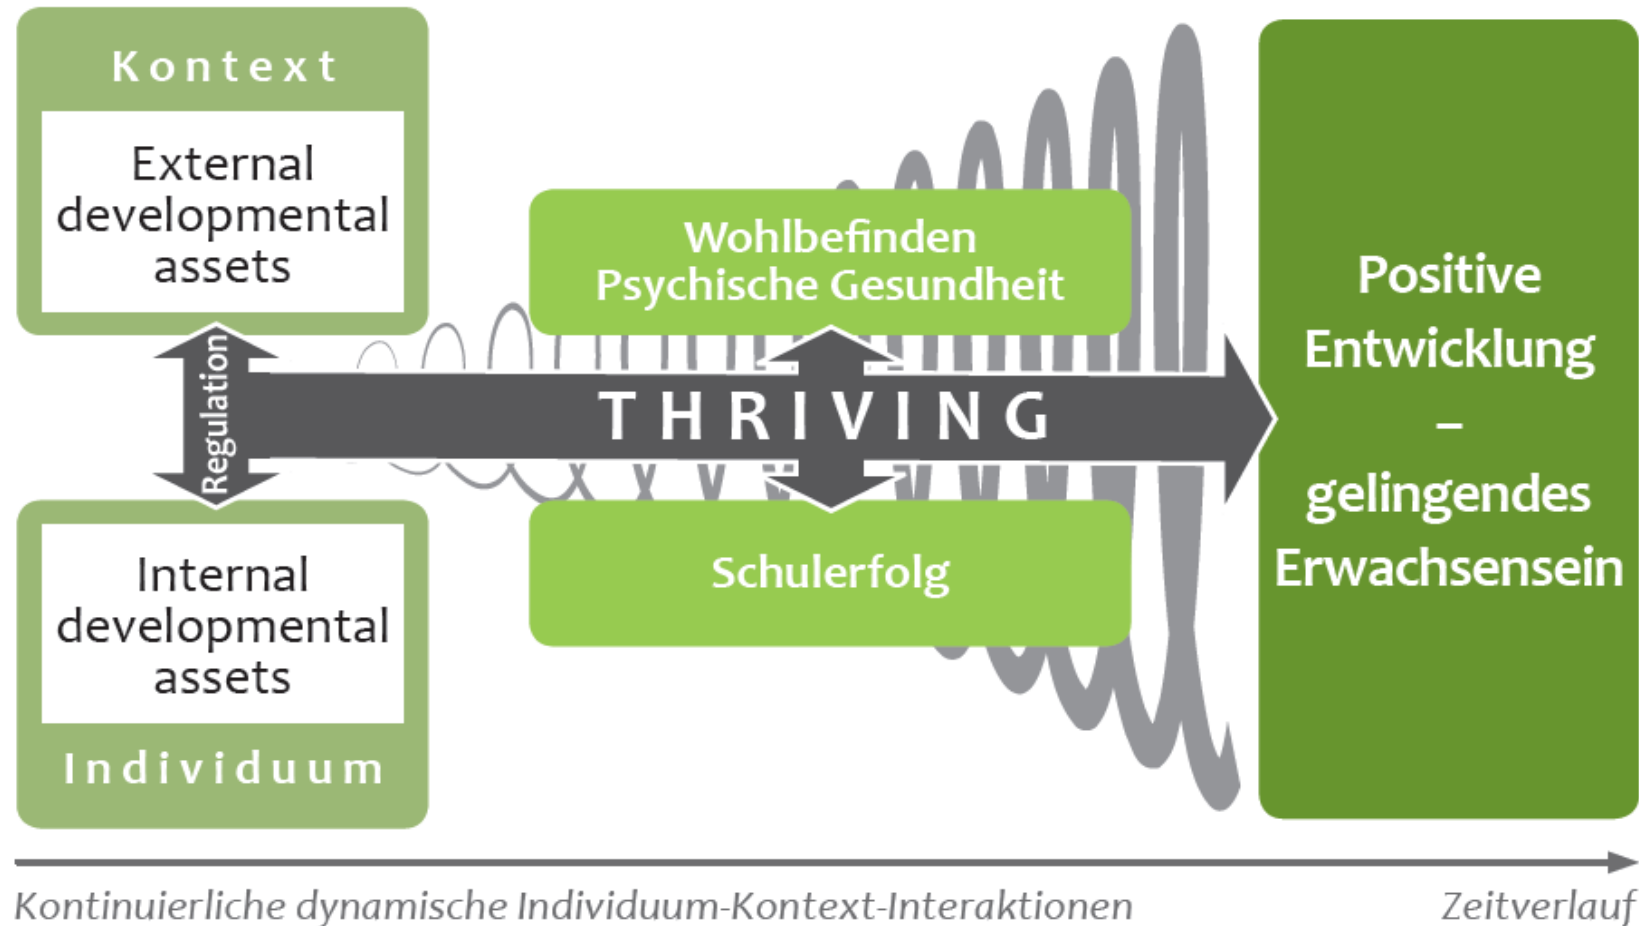 Kontext
External
developmental
assets
Regulation
Internal
developmental
assets
Individuum
Wohlbefinden
Psychische Gesundheit
THRIVING
Schulerfolg
Positive
Entwicklung
–
gelingendes
Erwachsensein
Kontinuierliche dynamische Individuum-Kontext-Interaktionen
Zeitverlauf